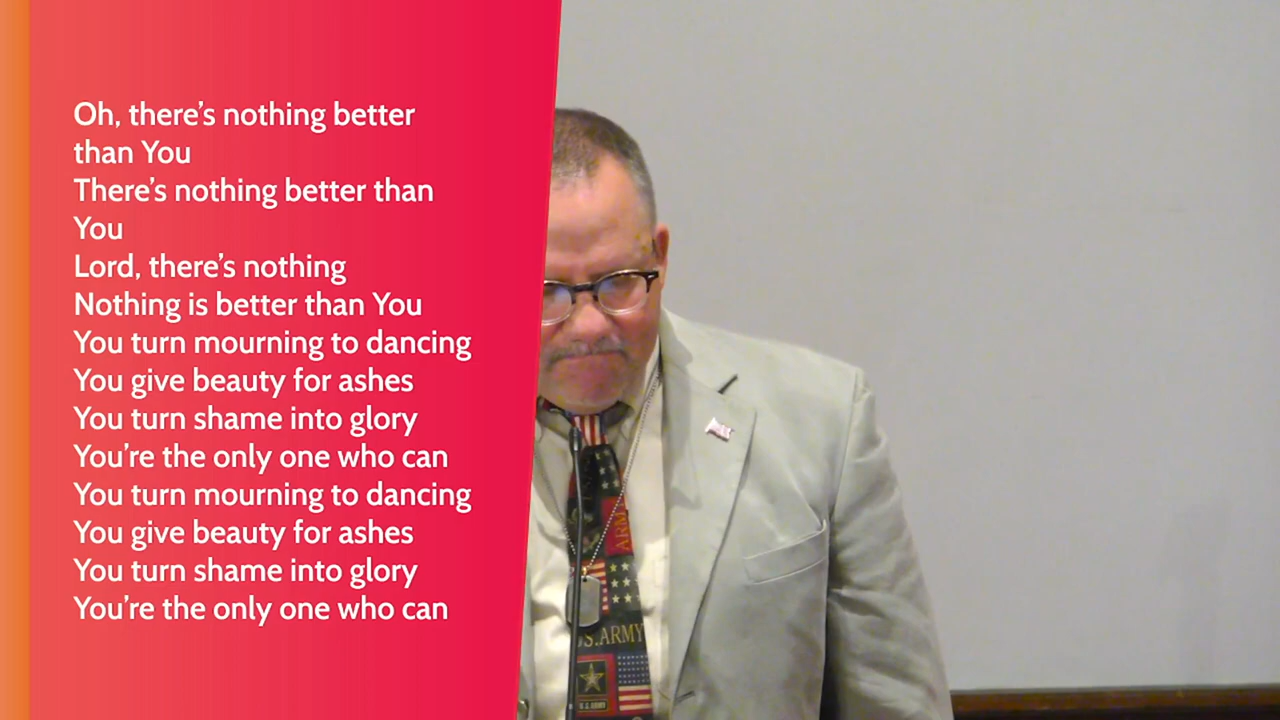 Oh, there's nothing better
than You
There's nothing better than
You
Lord, there's nothing
Nothing is better than You
You turn mourning to dancing
You give beauty for ashes
You turn shame into glory
You're the only one who can
You turn mourning to dancing
You give beauty for ashes
You turn shame into glory
You're the only one who can
ARMY
U.S.ARMY
U.S.ARMY